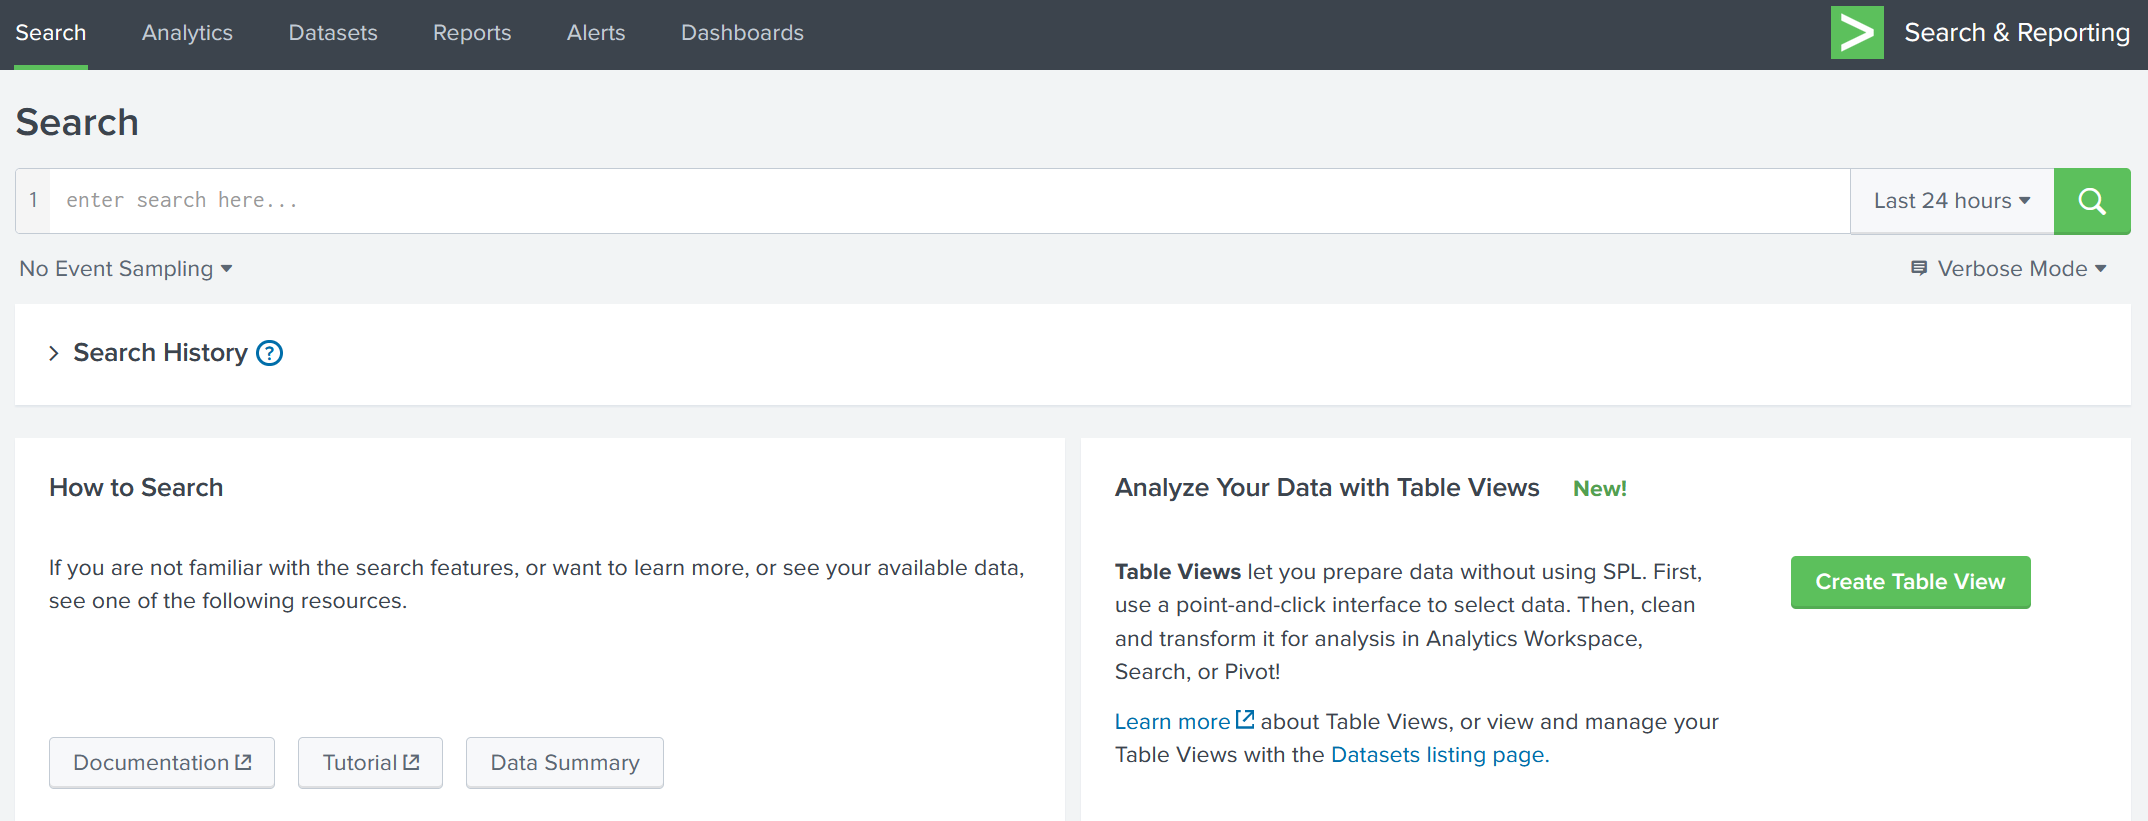 Search
Analytics
Datasets
Reports
Alerts
Dashboards
Search & Reporting
Search
1
enter search here...
Last 24 hours
No Event Sampling
Verbose Mode
Search History ?
How to Search
If you are not familiar with the search features, or want to learn more, or see your available data,
see one of the following resources.
Documentation
Tutorial
Data Summary
Analyze Your Data with Table Views New!
Table Views let you prepare data without using SPL. First,
use a point-and-click interface to select data. Then, clean
and transform it for analysis in Analytics Workspace,
Search, or Pivot!
Learn more about Table Views, or view and manage your
Table Views with the Datasets listing page.
Create Table View